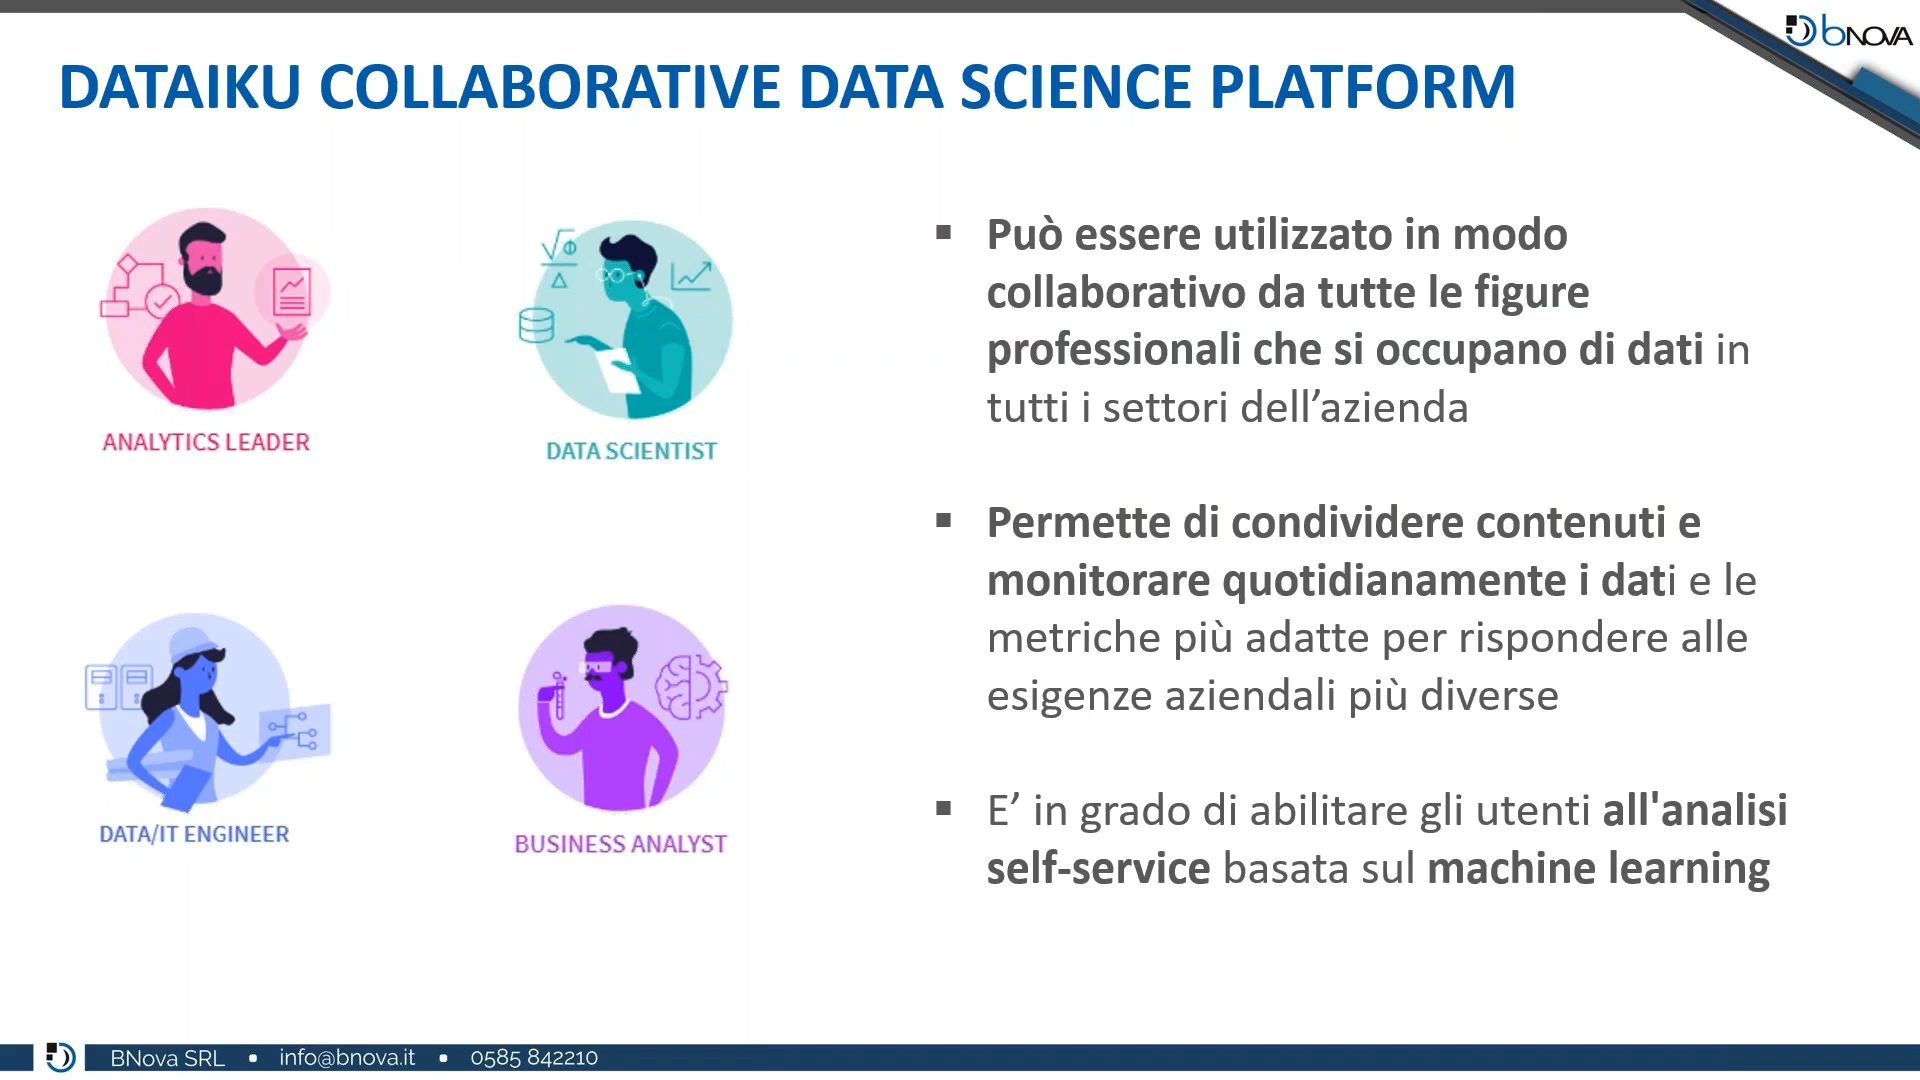 bNOVA
DATAIKU COLLABORATIVE DATA SCIENCE PLATFORM
ANALYTICS LEADER
DATA SCIENTIST
DATA/IT ENGINEER
BUSINESS ANALYST
▪ Può essere utilizzato in modo
collaborativo da tutte le figure
professionali che si occupano di dati in
tutti i settori dell’azienda
▪ Permette di condividere contenuti e
monitorare quotidianamente i dati e le
metriche più adatte per rispondere alle
esigenze aziendali più diverse
▪ E’ in grado di abilitare gli utenti all'analisi
self-service basata sul machine learning
BNova SRL • info@bnova.it • 0585 842210